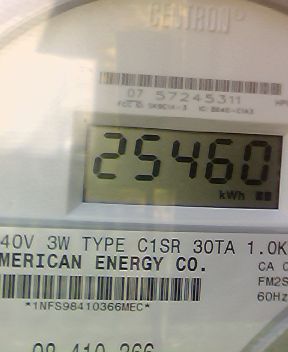 CENTRON®
07 57245311
25460
kWh
40V 3W TYPE C1SR 30TA 1.0K
MERICAN ENERGY CO.
CA 0
FM2S
60Hz
*1NFS98410366MEC*
98 410 366